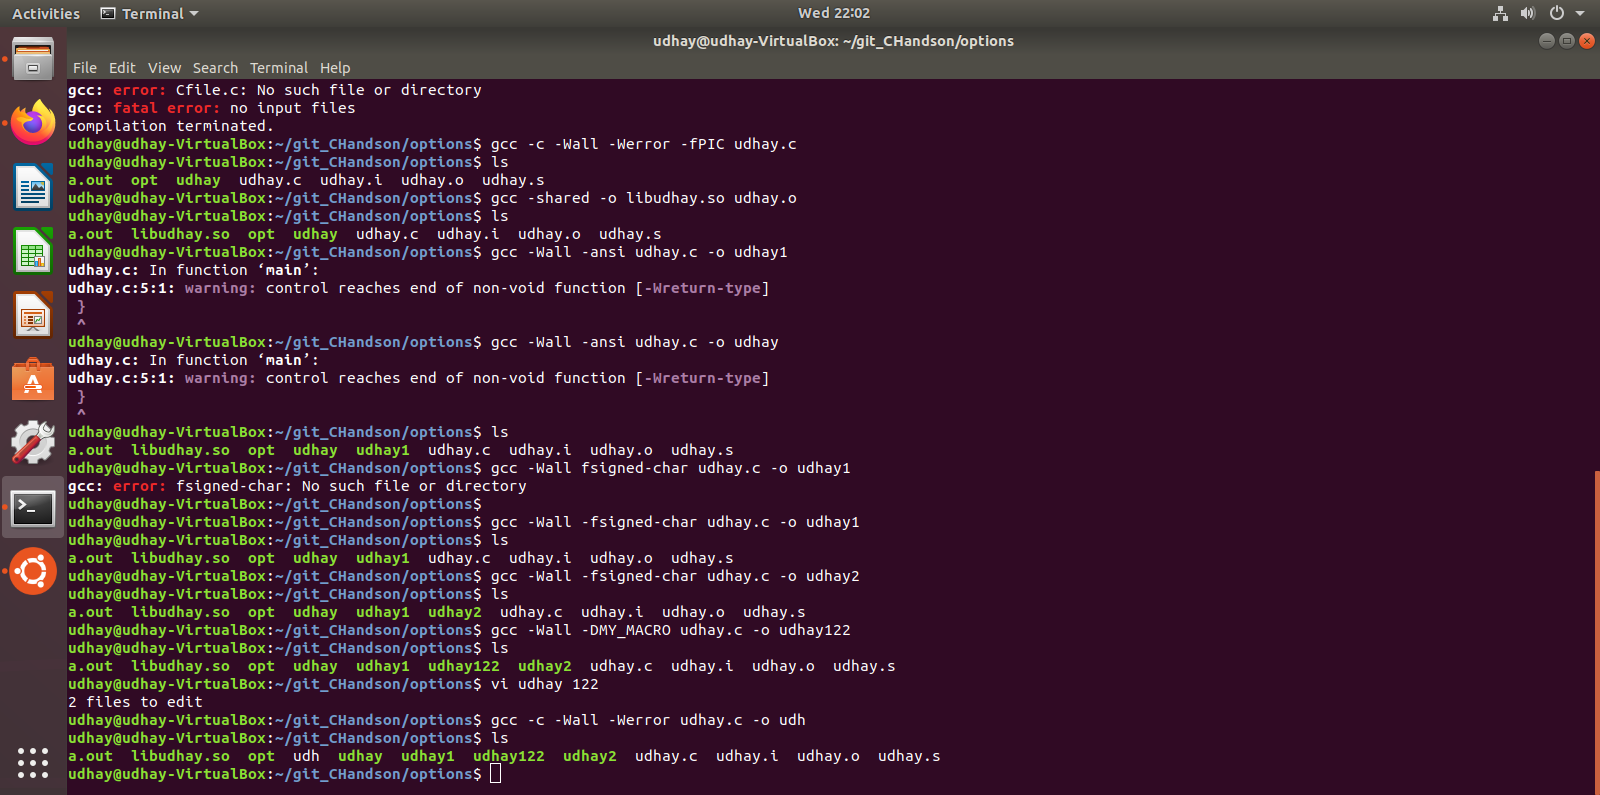 Activities Terminal Wed 22:02
udhay@udhay-VirtualBox: ~/git_CHandson/options
File Edit View Search Terminal Help
gcc: error: Cfile.c: No such file or directory
gcc: fatal error: no input files
compilation terminated.
udhay@udhay-VirtualBox:~/git_CHandson/options$ gcc -c -Wall -Werror -fPIC udhay.c
udhay@udhay-VirtualBox:~/git_CHandson/options$ ls
a.out  opt  udhay  udhay.c  udhay.i  udhay.o  udhay.s
udhay@udhay-VirtualBox:~/git_CHandson/options$ gcc -shared -o libudhay.so udhay.o
udhay@udhay-VirtualBox:~/git_CHandson/options$ ls
a.out  libudhay.so  opt  udhay  udhay.c  udhay.i  udhay.o  udhay.s
udhay@udhay-VirtualBox:~/git_CHandson/options$ gcc -Wall -ansi udhay.c -o udhay1
udhay.c: In function ‘main’:
udhay.c:5:1: warning: control reaches end of non-void function [-Wreturn-type]
 }
 ^
udhay@udhay-VirtualBox:~/git_CHandson/options$ gcc -Wall -ansi udhay.c -o udhay
udhay.c: In function ‘main’:
udhay.c:5:1: warning: control reaches end of non-void function [-Wreturn-type]
 }
 ^
udhay@udhay-VirtualBox:~/git_CHandson/options$ ls
a.out  libudhay.so  opt  udhay  udhay1  udhay.c  udhay.i  udhay.o  udhay.s
udhay@udhay-VirtualBox:~/git_CHandson/options$ gcc -Wall fsigned-char udhay.c -o udhay1
gcc: error: fsigned-char: No such file or directory
udhay@udhay-VirtualBox:~/git_CHandson/options$
udhay@udhay-VirtualBox:~/git_CHandson/options$ gcc -Wall -fsigned-char udhay.c -o udhay1
udhay@udhay-VirtualBox:~/git_CHandson/options$ ls
a.out  libudhay.so  opt  udhay  udhay1  udhay.c  udhay.i  udhay.o  udhay.s
udhay@udhay-VirtualBox:~/git_CHandson/options$ gcc -Wall -fsigned-char udhay.c -o udhay2
udhay@udhay-VirtualBox:~/git_CHandson/options$ ls
a.out  libudhay.so  opt  udhay  udhay1  udhay2  udhay.c  udhay.i  udhay.o  udhay.s
udhay@udhay-VirtualBox:~/git_CHandson/options$ gcc -Wall -DMY_MACRO udhay.c -o udhay122
udhay@udhay-VirtualBox:~/git_CHandson/options$ ls
a.out  libudhay.so  opt  udhay  udhay1  udhay122  udhay2  udhay.c  udhay.i  udhay.o  udhay.s
udhay@udhay-VirtualBox:~/git_CHandson/options$ vi udhay 122
2 files to edit
udhay@udhay-VirtualBox:~/git_CHandson/options$ gcc -c -Wall -Werror udhay.c -o udh
udhay@udhay-VirtualBox:~/git_CHandson/options$ ls
a.out  libudhay.so  opt  udh  udhay  udhay1  udhay122  udhay2  udhay.c  udhay.i  udhay.o  udhay.s
udhay@udhay-VirtualBox:~/git_CHandson/options$